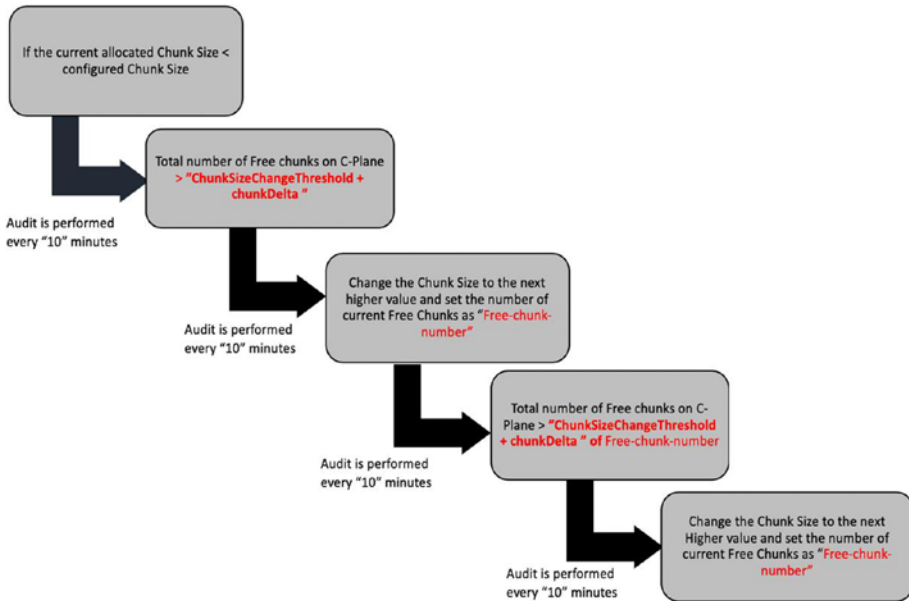 If the current allocated Chunk Size <
configured Chunk Size
Total number of Free chunks on C-Plane
> “ChunkSizeChangeThreshold +
chunkDelta ”
Audit is performed
every “10” minutes
Change the Chunk Size to the next
higher value and set the number of
current Free Chunks as “Free-chunk-
number”
Audit is performed
every “10” minutes
Total number of Free chunks on C-
Plane > “ChunkSizeChangeThreshold
+ chunkDelta ” of Free-chunk-number
Audit is performed
every “10” minutes
Change the Chunk Size to the next
Higher value and set the number of
current Free Chunks as “Free-chunk-
number”
Audit is performed
every “10” minutes